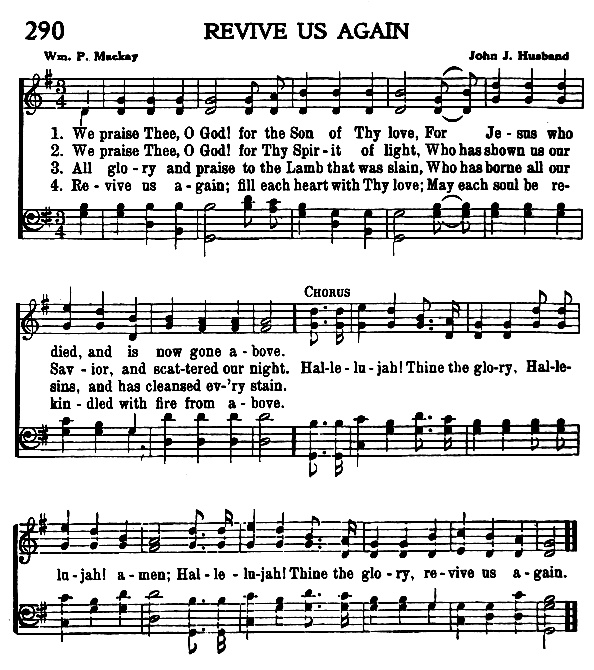 290 REVIVE US AGAIN
Wm. P. Mackay John J. Husband
1. We praise Thee, O God! for the Son of Thy love, For Je - sus who
2. We praise Thee, O God! for Thy Spir - it of light, Who has shown us our
3. All glo - ry and praise to the Lamb that was slain, Who has borne all our
4. Re - vive us a - gain; fill each heart with Thy love; May each soul be re-
CHORUS
died, and is now gone a - bove.
Sav - ior, and scat - tered our night. Hal - le - lu - jah! Thine the glo - ry, Hal - le-
sins, and has cleansed ev - 'ry stain.
kin - dled with fire from a - bove.
lu - jah! a - men; Hal - le - lu - jah! Thine the glo - ry, re - vive us a - gain.